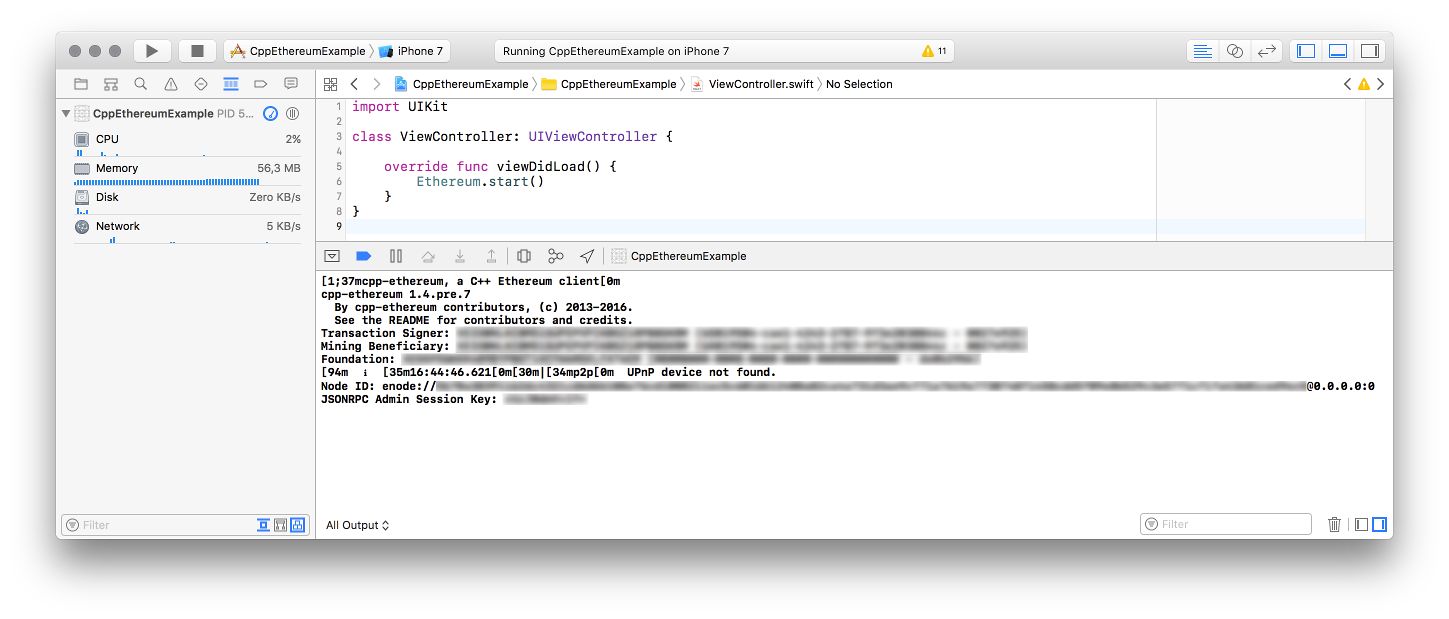 CppEthereumExample iPhone 7
Running CppEthereumExample on iPhone 7 11
CppEthereumExample CppEthereumExample ViewController.swift No Selection
CppEthereumExample PID 5...
CPU 2%
Memory 56,3 MB
Disk Zero KB/s
Network 5 KB/s
Filter
1 import UIKit
2
3 class ViewController: UIViewController {
4
5 override func viewDidLoad() {
6 Ethereum.start()
7 }
8 }
9
CppEthereumExample
[1;37mcpp-ethereum, a C++ Ethereum client[0m
cpp-ethereum 1.4.pre.7
By cpp-ethereum contributors, (c) 2013-2016.
See the README for contributors and credits.
Transaction Signer:
Mining Beneficiary:
Foundation:
[94m ℹ [35m16:44:46.621[0m[30m|[34mp2p[0m UPnP device not found.
Node ID: enode://
@0.0.0.0:0
JSONRPC Admin Session Key:
All Output
Filter